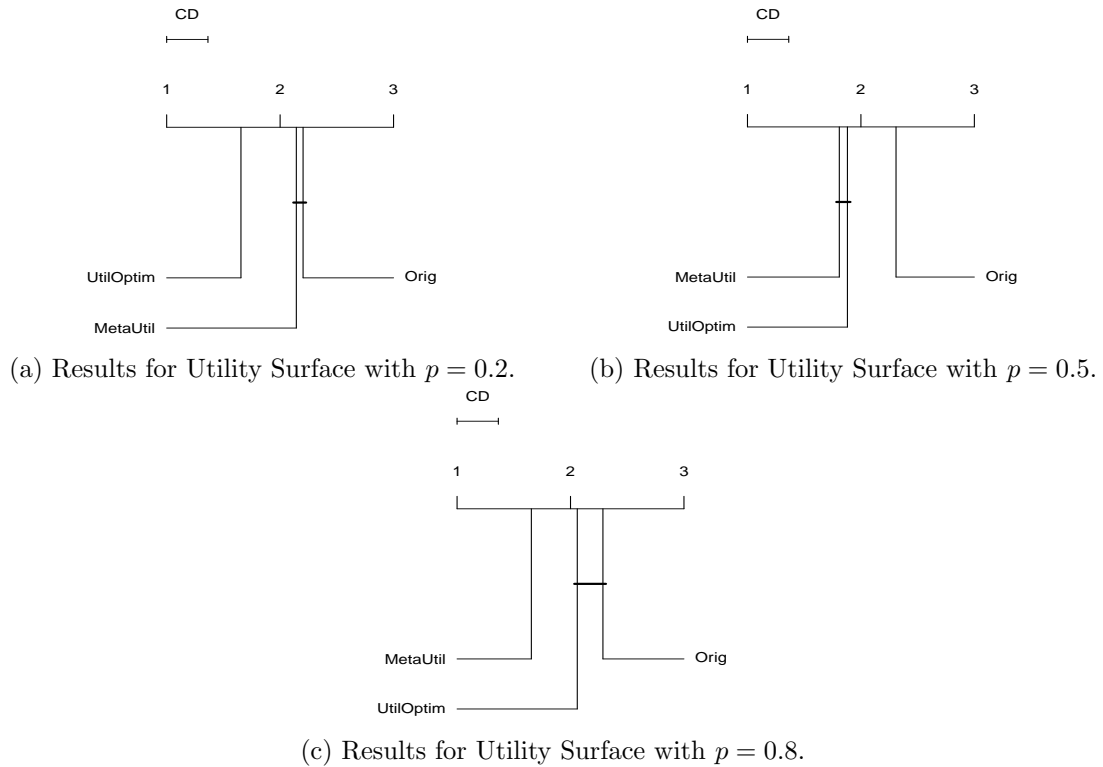 CD
1 2 3
UtilOptim
Orig
MetaUtil
(a) Results for Utility Surface with p = 0.2.
CD
1 2 3
MetaUtil
Orig
UtilOptim
(b) Results for Utility Surface with p = 0.5.
CD
1 2 3
MetaUtil
Orig
UtilOptim
(c) Results for Utility Surface with p = 0.8.